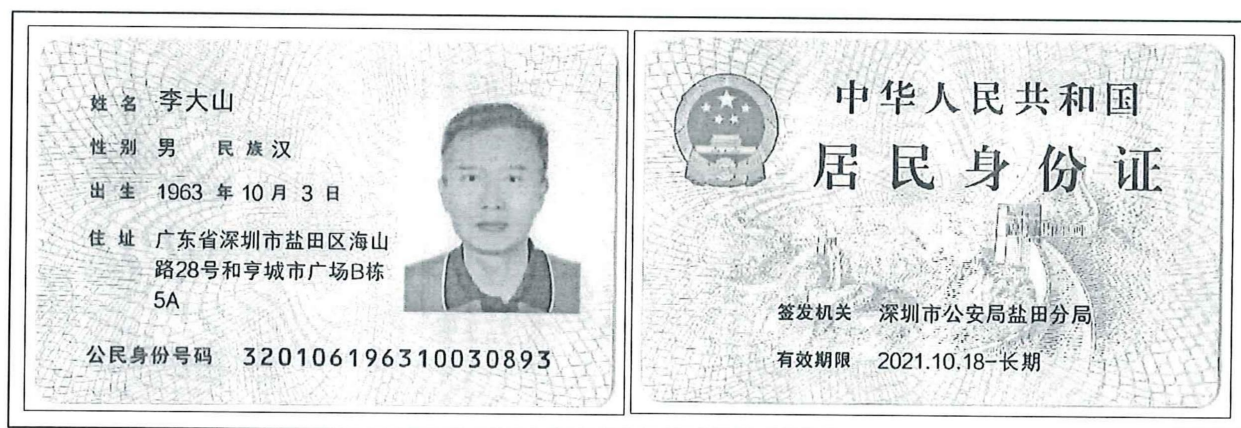 姓名 李大山
性别 男 民族 汉
出生 1963 年 10 月 3 日
住址 广东省深圳市盐田区海山
路28号和亨城市广场B栋
5A
公民身份号码 320106196310030893
中华人民共和国
居民身份证
签发机关 深圳市公安局盐田分局
有效期限 2021.10.18-长期